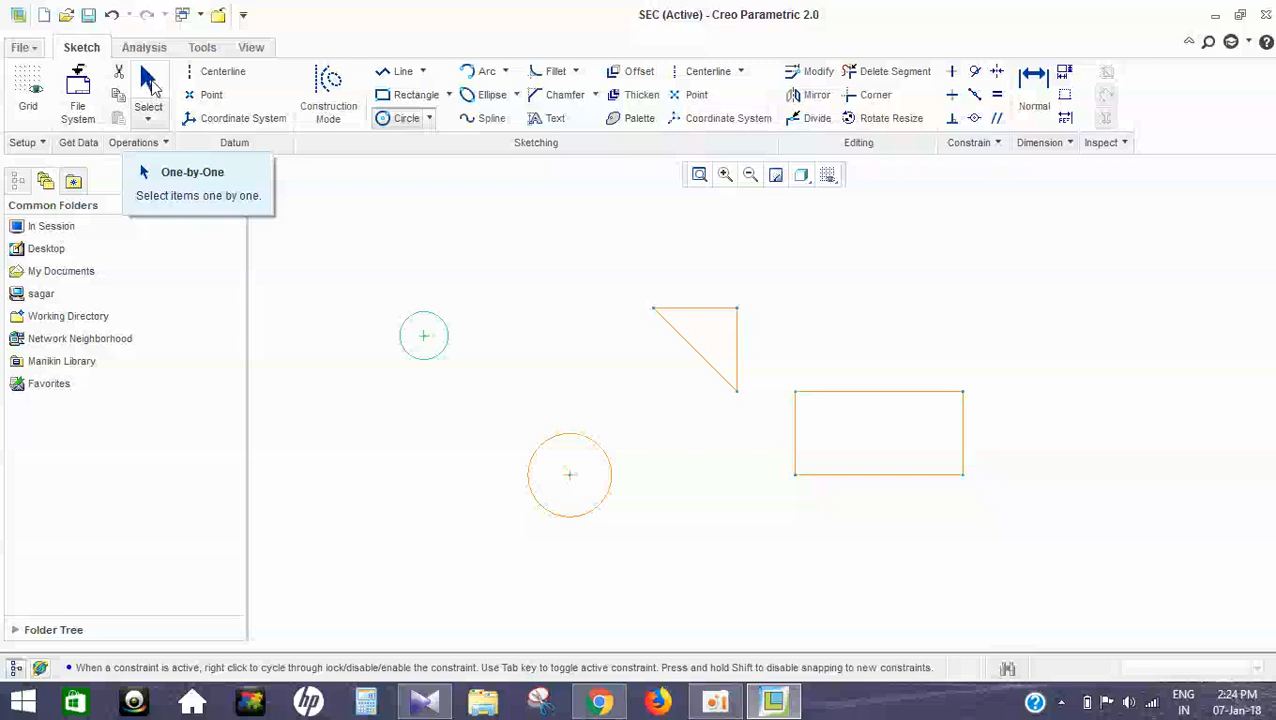 SEC (Active) - Creo Parametric 2.0
File Sketch Analysis Tools View
Grid
File System
Select
Centerline
Point
Coordinate System
Construction Mode
Line Arc Fillet Offset Centerline
Rectangle Ellipse Chamfer Thicken Point
Circle Spline Text Palette Coordinate System
Modify Delete Segment
Mirror Corner
Divide Rotate Resize
Normal
Setup Get Data Operations Datum Sketching Editing Constrain Dimension Inspect
One-by-One
Select items one by one.
Common Folders
In Session
Desktop
My Documents
sagar
Working Directory
Network Neighborhood
Manikin Library
Favorites
Folder Tree
When a constraint is active, right click to cycle through lock/disable/enable the constraint. Use Tab key to toggle active constraint. Press and hold Shift to disable snapping to new constraints.
ENG 2:24 PM
IN 07-Jan-18